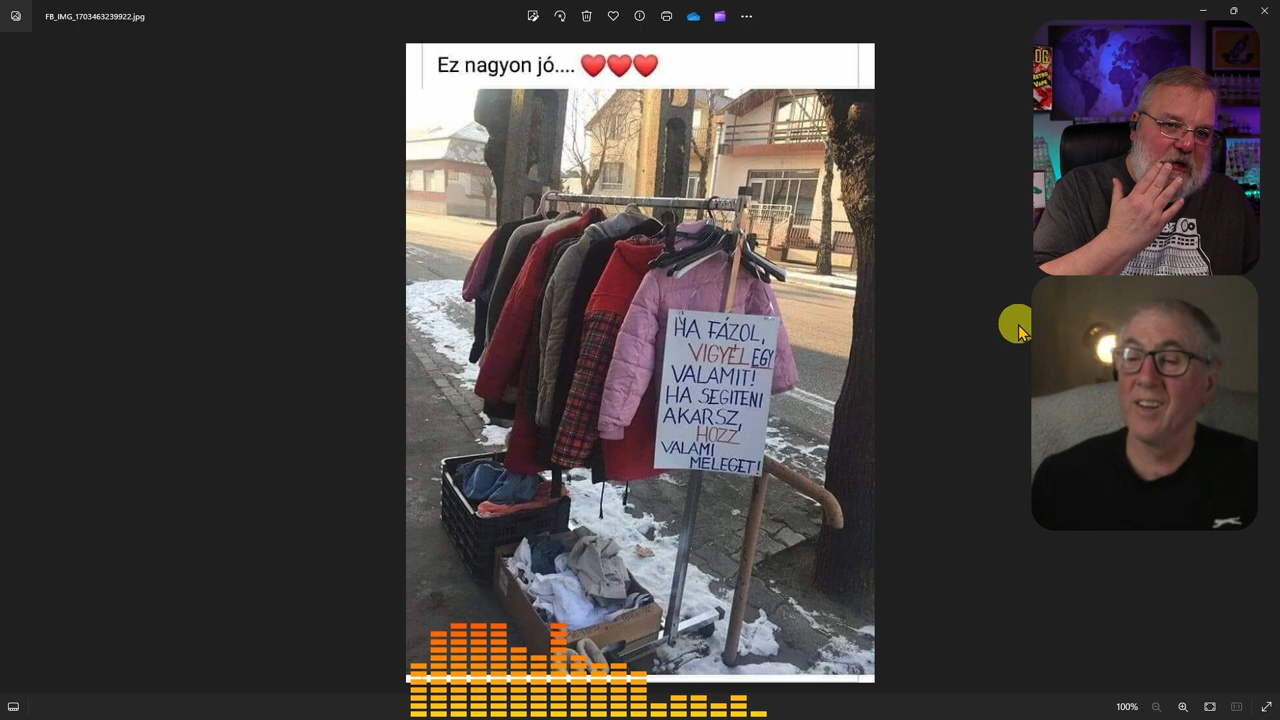 FB_IMG_1703463239922.jpg
Ez nagyon jó.... ❤️❤️❤️
HA FÁZOL,
VIGYÉL EGY
VALAMIT!
HA SEGITENI
AKARSZ,
HOZZ
VALAMI
MELEGET!
100%